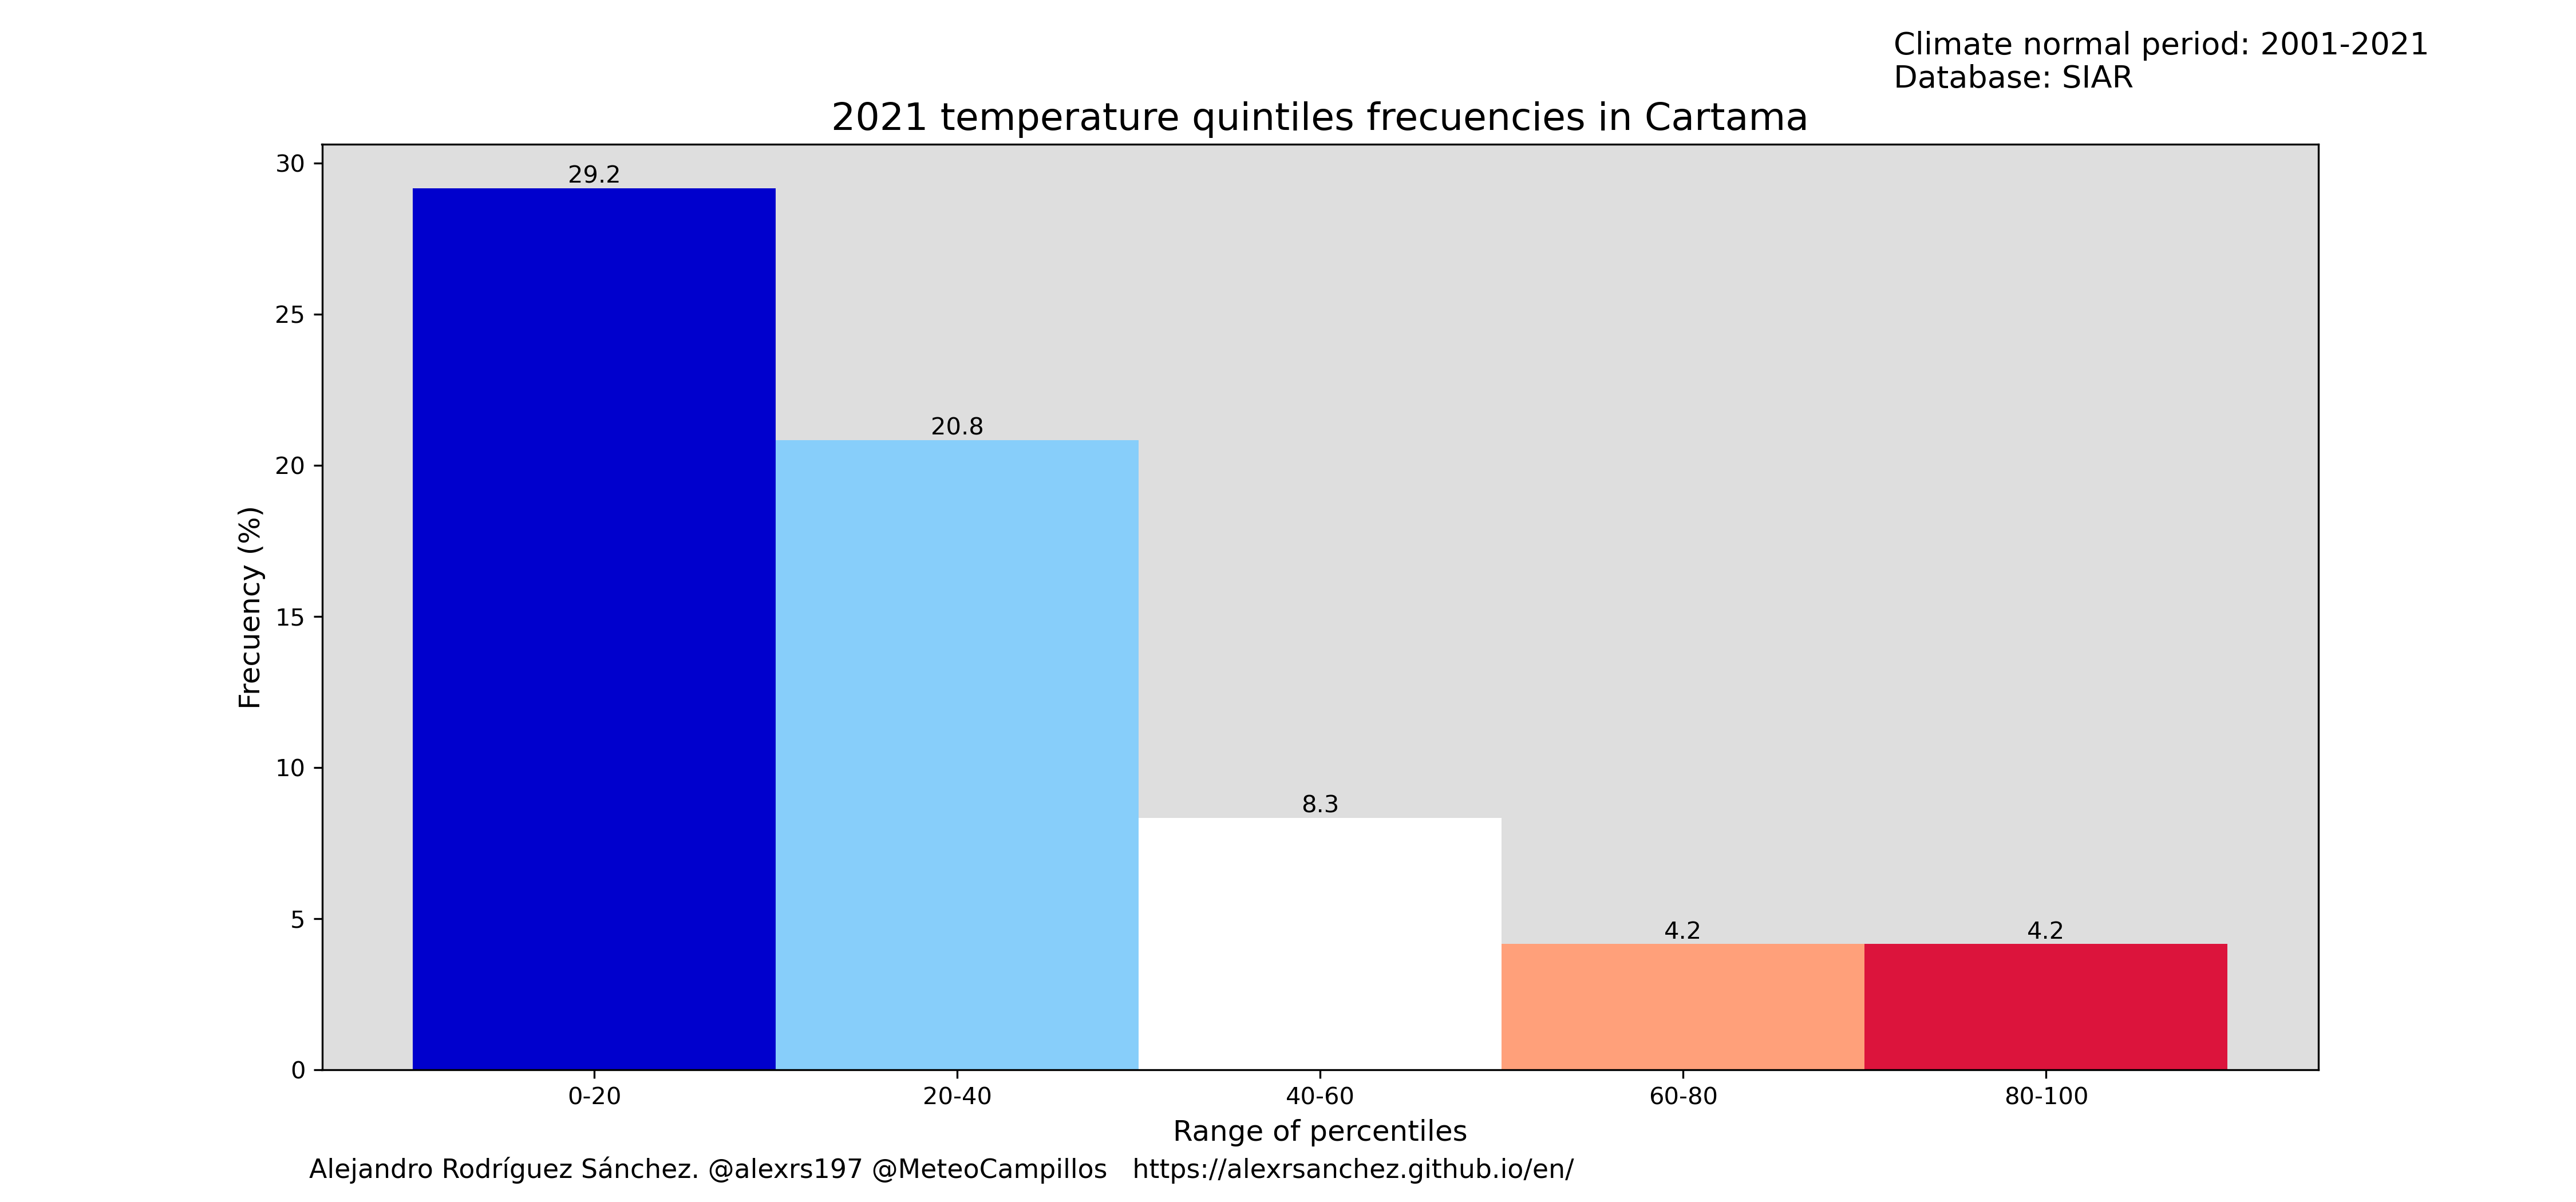 Climate normal period: 2001-2021
Database: SIAR
2021 temperature quintiles frecuencies in Cartama
30
25
20
15
10
5
0
Frecuency (%)
29.2
20.8
8.3
4.2
4.2
0-20
20-40
40-60
60-80
80-100
Range of percentiles
Alejandro Rodríguez Sánchez. @alexrs197 @MeteoCampillos https://alexrsanchez.github.io/en/